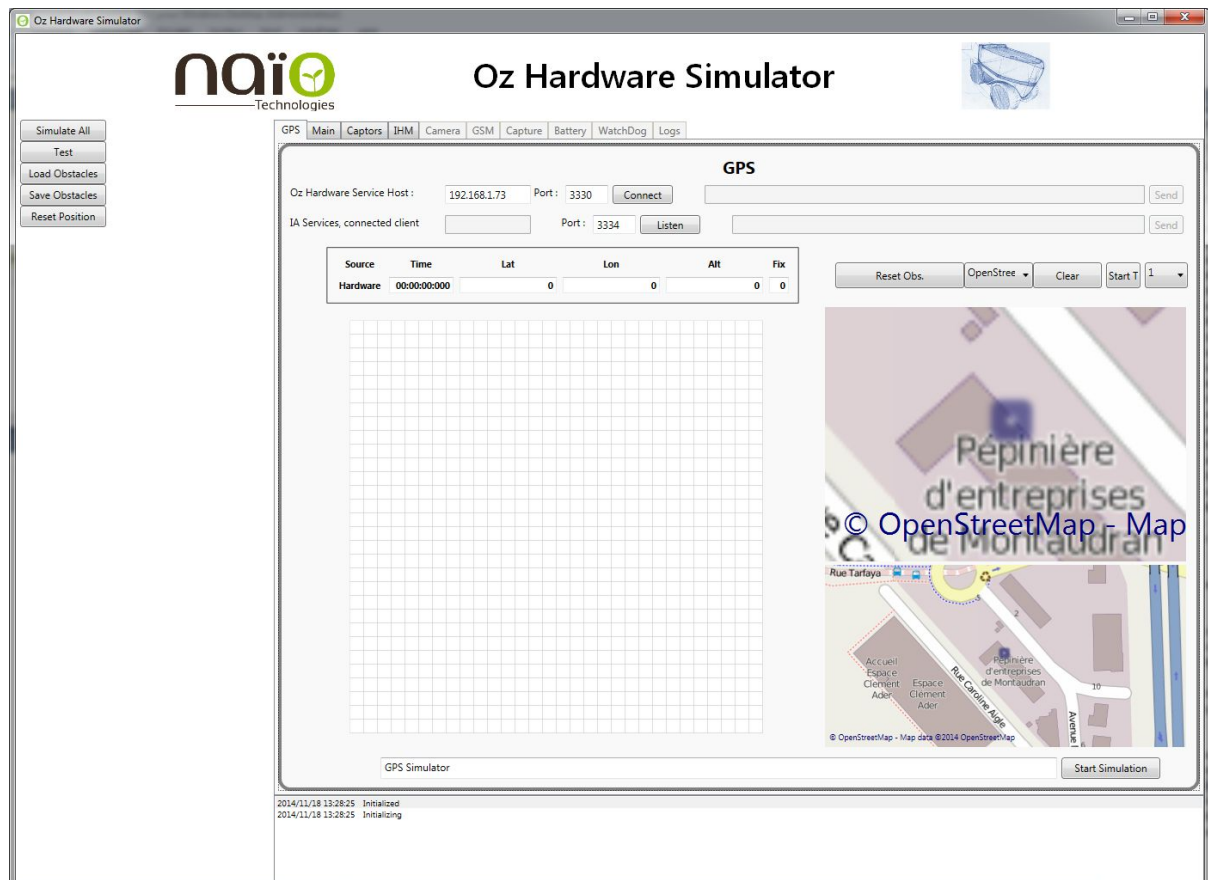 Oz Hardware Simulator
naïo
Technologies
Oz Hardware Simulator
Simulate All
Test
Load Obstacles
Save Obstacles
Reset Position
GPS Main Captors IHM Camera GSM Capture Battery WatchDog Logs
GPS
Oz Hardware Service Host : 192.168.1.73 Port : 3330 Connect Send
IA Services, connected client Port : 3334 Listen Send
Source Time Lat Lon Alt Fix
Hardware 00:00:00:000 0 0 0 0
Reset Obs. OpenStree Clear Start T 1
Pépinière
d'entreprises
© OpenStreetMap - Map
de Montaudran
Rue Tarfaya
2
Accueil
Espace
Clément
Ader
Espace
Clément
Ader
Pépinière
d'entreprises
de Montaudran
10
Rue Caroline Aigle
Avenue
© OpenStreetMap - Map data ©2014 OpenStreetMap
GPS Simulator Start Simulation
2014/11/18 13:28:25 Initialized
2014/11/18 13:28:25 Initializing